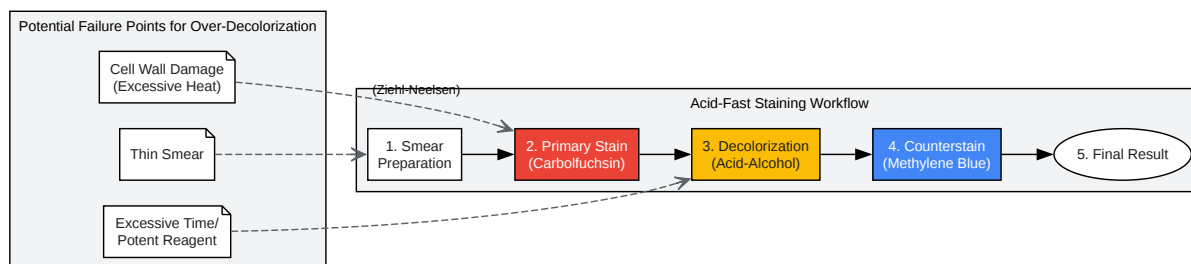 Potential Failure Points for Over-Decolorization
Cell Wall Damage
(Excessive Heat)
Thin Smear
Excessive Time/
Potent Reagent
(Ziehl-Neelsen)
Acid-Fast Staining Workflow
1. Smear
Preparation
2. Primary Stain
(Carbolfuchsin)
3. Decolorization
(Acid-Alcohol)
4. Counterstain
(Methylene Blue)
5. Final Result